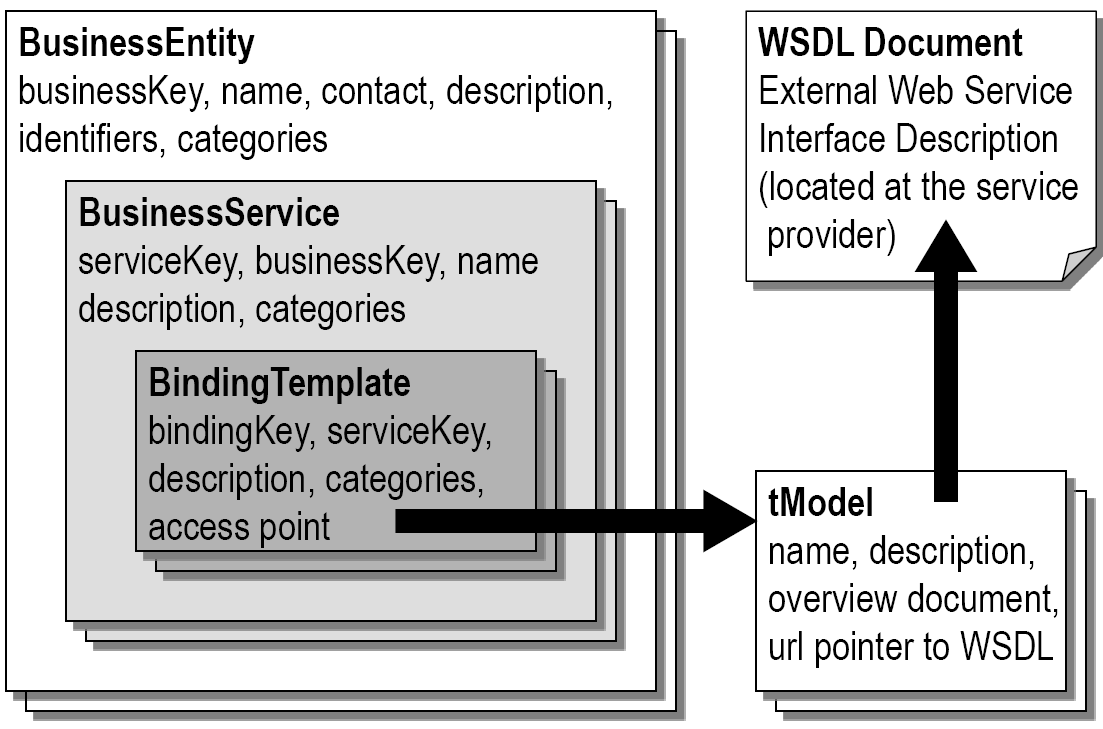 BusinessEntity
businessKey, name, contact, description,
identifiers, categories
BusinessService
serviceKey, businessKey, name
description, categories
BindingTemplate
bindingKey, serviceKey,
description, categories,
access point
WSDL Document
External Web Service
Interface Description
(located at the service
provider)
tModel
name, description,
overview document,
url pointer to WSDL